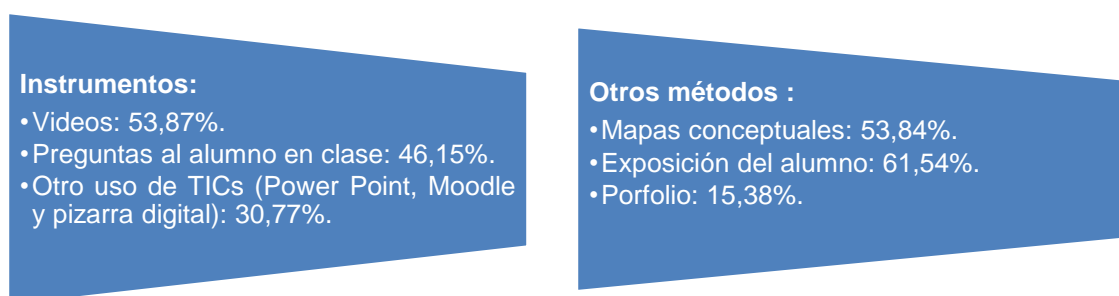 Instrumentos:
•Videos: 53,87%.
•Preguntas al alumno en clase: 46,15%.
•Otro uso de TICs (Power Point, Moodle
y pizarra digital): 30,77%.
Otros métodos :
•Mapas conceptuales: 53,84%.
•Exposición del alumno: 61,54%.
•Porfolio: 15,38%.